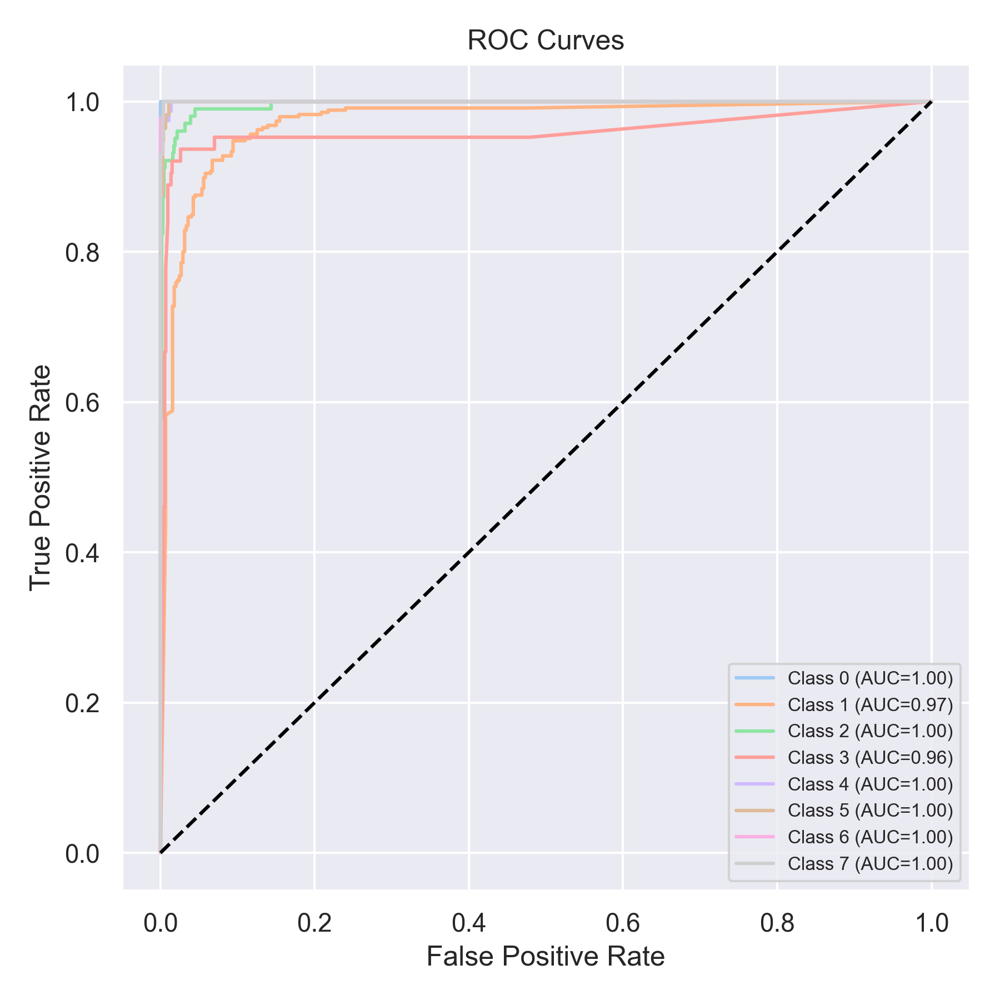 ROC Curves
1.0
0.8
0.6
0.4
0.2
0.0
True Positive Rate
0.0 0.2 0.4 0.6 0.8 1.0
False Positive Rate
Class 0 (AUC=1.00)
Class 1 (AUC=0.97)
Class 2 (AUC=1.00)
Class 3 (AUC=0.96)
Class 4 (AUC=1.00)
Class 5 (AUC=1.00)
Class 6 (AUC=1.00)
Class 7 (AUC=1.00)